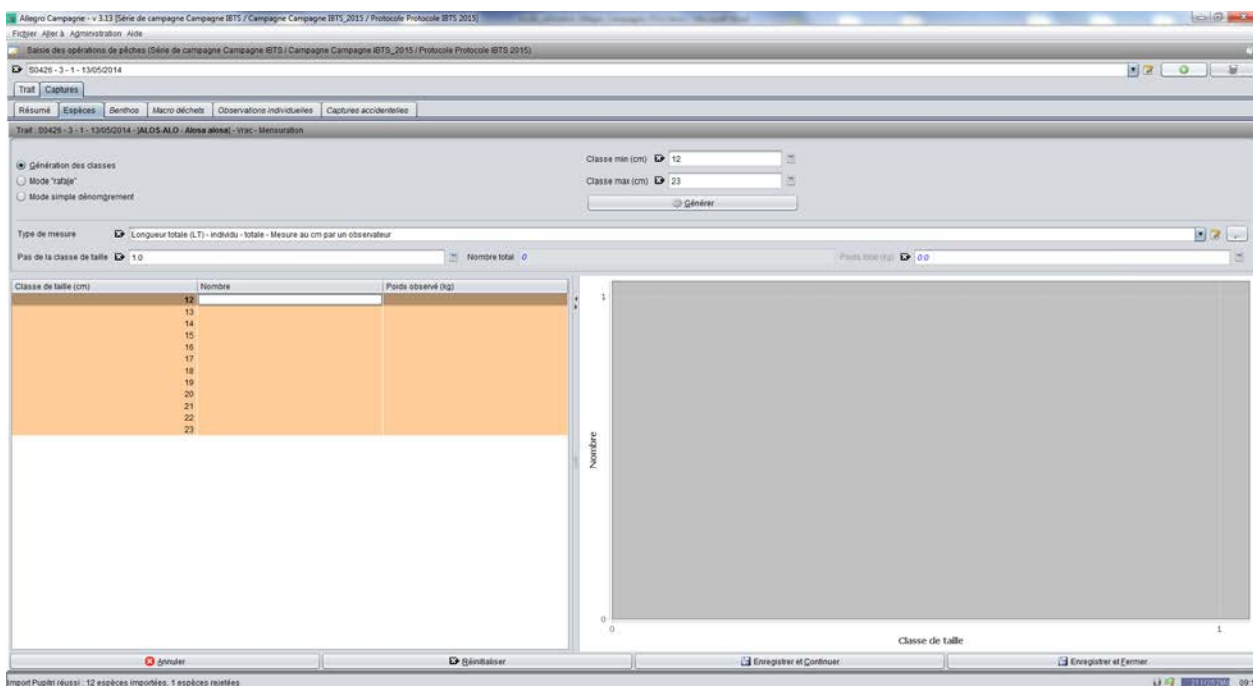 Allegro Campagne - v 3.13 [Série de campagne Campagne IBTS / Campagne Campagne IBTS_2015 / Protocole Protocole IBTS 2015]
Fichier Aller à Administration Aide
Saisie des opérations de pêches (Série de campagne Campagne IBTS / Campagne Campagne IBTS_2015 / Protocole Protocole IBTS 2015)
S0426 - 3 - 1 - 13/05/2014
Trait Captures
Résumé Espèces Benthos Macro déchets Observations individuelles Captures accidentelles
Trait : S0426 - 3 - 1 - 13/05/2014 - [ALOS-ALO - Alosa alosa] - Vrac - Mensuration
Génération des classes
Classe min (cm) 12
Mode "rafale"
Classe max (cm) 23
Mode simple dénombrement
Générer
Type de mesure Longueur totale (LT) - individu - totale - Mesure au cm par un observateur
Pas de la classe de taille 1.0 Nombre total 0 Poids total (kg) 0.0
Classe de taille (cm) Nombre Poids observé (kg)
12
13
14
15
16
17
18
19
20
21
22
23
1
Nombre
0
0 1
Classe de taille
Annuler Réinitialiser Enregistrer et Continuer Enregistrer et Fermer
Import Pupitri réussi : 12 espèces importées, 1 espèces rejetées